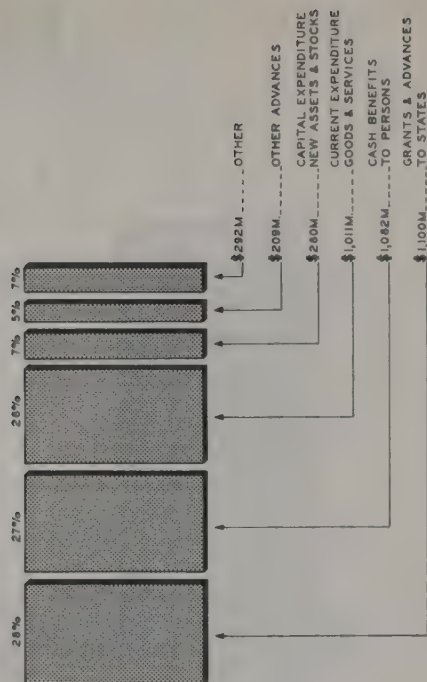 7%
5%
7%
26%
27%
28%
$292M OTHER
$209M OTHER ADVANCES
CAPITAL EXPENDITURE
$280M NEW ASSETS & STOCKS
CURRENT EXPENDITURE
$1,011M GOODS & SERVICES
CASH BENEFITS
$1,082M TO PERSONS
GRANTS & ADVANCES
$1,100M TO STATES